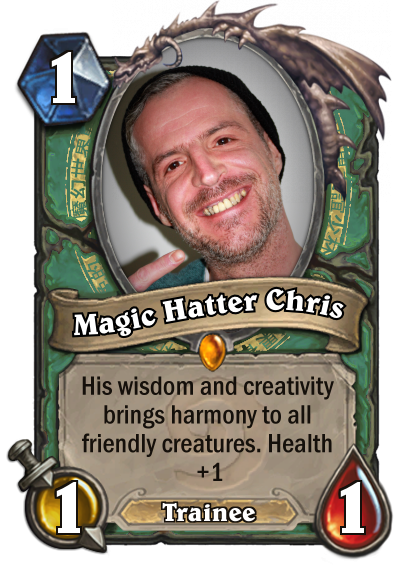 1
Magic Hatter Chris
His wisdom and creativity
brings harmony to all
friendly creatures. Health
+1
1
Trainee
1